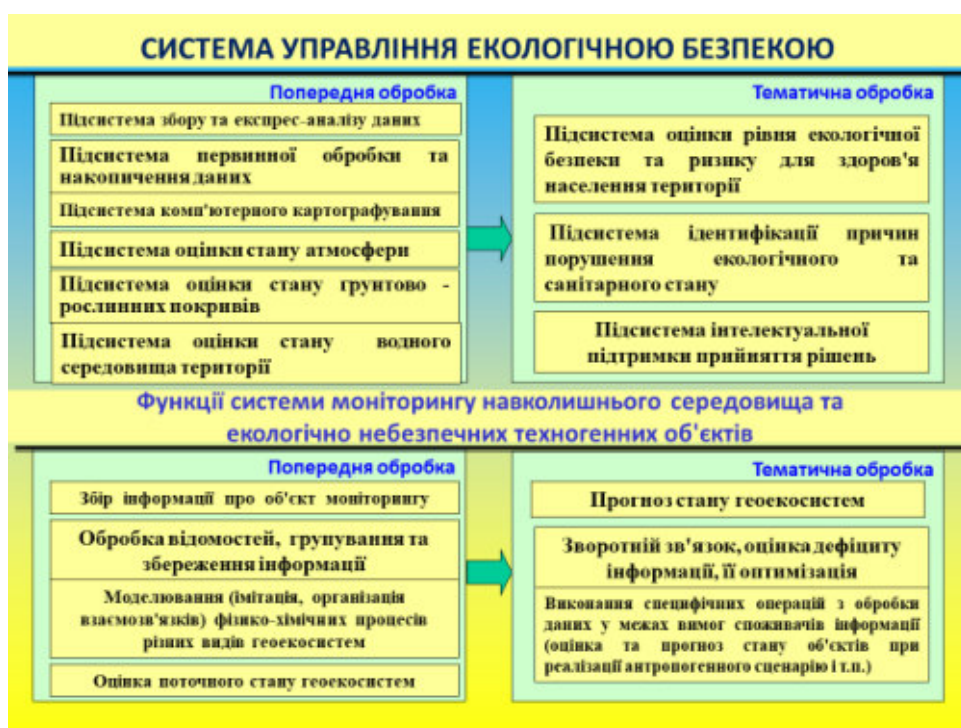 СИСТЕМА УПРАВЛІННЯ ЕКОЛОГІЧНОЮ БЕЗПЕКОЮ
Попередня обробка
Підсистема збору та експрес-аналізу даних
Підсистема первинної обробки та
накопичення даних
Підсистема комп'ютерного картографування
Підсистема оцінки стану атмосфери
Підсистема оцінки стану ґрунтово -
рослинних покривів
Підсистема оцінки стану водного
середовища території
Тематична обробка
Підсистема оцінки рівня екологічної
безпеки та ризику для здоров'я
населення території
Підсистема ідентифікації причин
порушення екологічного та
санітарного стану
Підсистема інтелектуальної
підтримки прийняття рішень
Функції системи моніторингу навколишнього середовища та
екологічно небезпечних техногенних об'єктів
Попередня обробка
Збір інформації про об'єкт моніторингу
Обробка відомостей, групування та
збереження інформації
Моделювання (імітація, організація
взаємозв'язків) фізико-хімічних процесів
різних видів геоекосистем
Оцінка поточного стану геоекосистем
Тематична обробка
Прогноз стану геоекосистем
Зворотній зв'язок, оцінка дефіциту
інформації, її оптимізація
Виконання специфічних операцій з обробки
даних у межах вимог споживачів інформації
(оцінка та прогноз стану об'єктів при
реалізації антропогенного сценарію і т.п.)